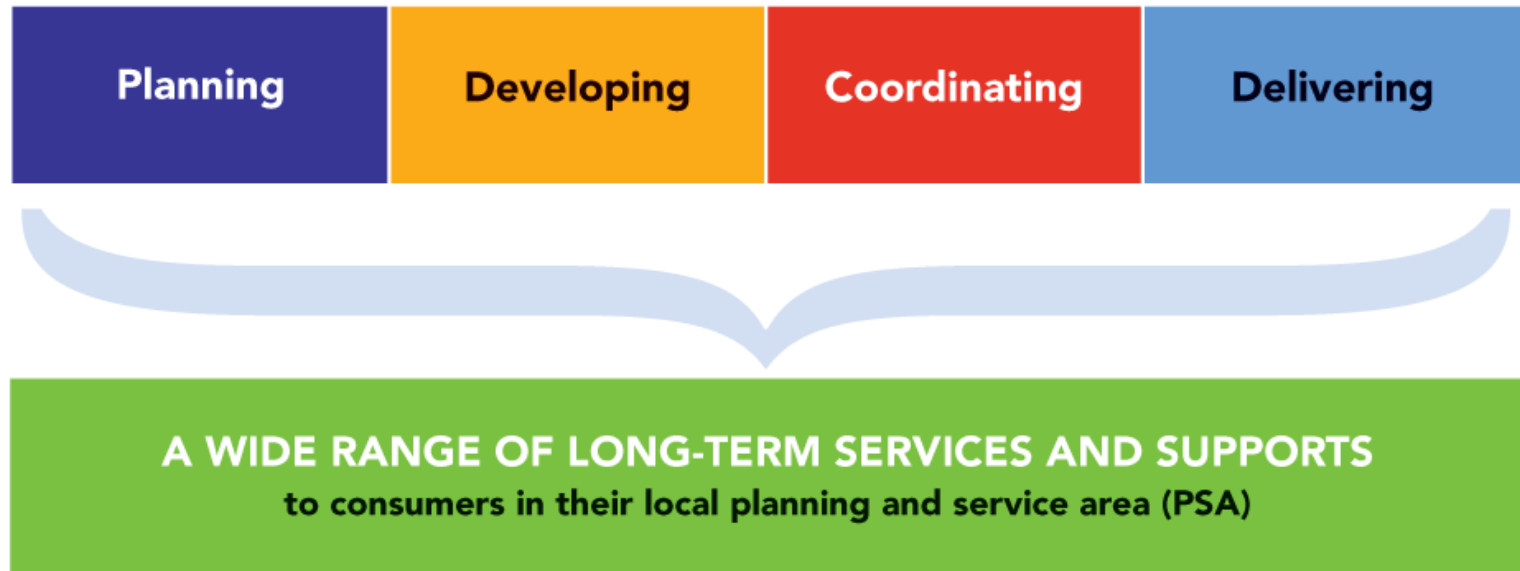 Planning
Developing
Coordinating
Delivering
A WIDE RANGE OF LONG-TERM SERVICES AND SUPPORTS
to consumers in their local planning and service area (PSA)